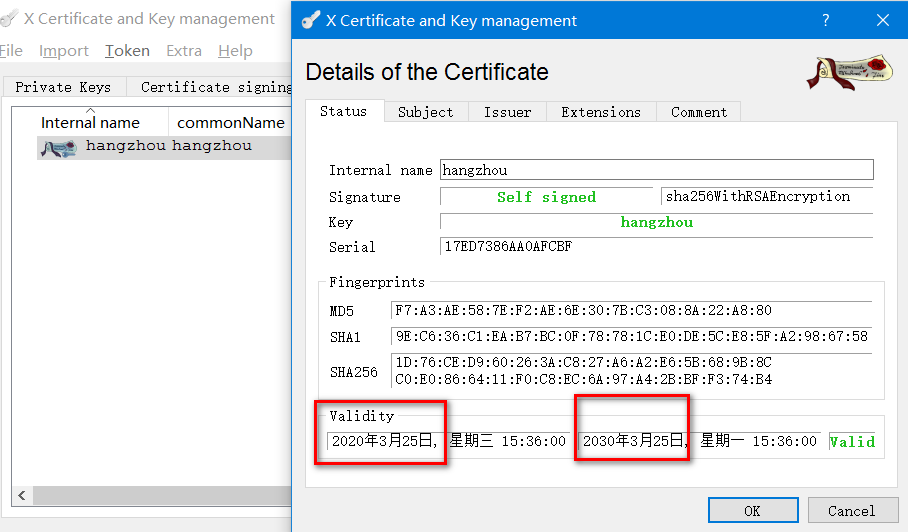 X Certificate and Key management
File Import Token Extra Help
Private Keys Certificate signing
Internal name commonName
hangzhou hangzhou
X Certificate and Key management ?
Details of the Certificate
Status Subject Issuer Extensions Comment
Internal name hangzhou
Signature Self signed sha256WithRSAEncryption
Key hangzhou
Serial 17ED7386AA0AFCBF
Fingerprints
MD5 F7:A3:AE:58:7E:F2:AE:6E:30:7B:C3:08:8A:22:A8:80
SHA1 9E:C6:36:C1:EA:B7:BC:0F:78:78:1C:E0:DE:5C:E8:5F:A2:98:67:58
SHA256 1D:76:CE:D9:60:26:3A:C8:27:A6:A2:E6:5B:68:9B:8C
C0:E0:86:64:11:F0:C8:EC:6A:97:A4:2B:BF:F3:74:B4
Validity
2020年3月25日, 星期三 15:36:00 2030年3月25日, 星期一 15:36:00 Valid
OK Cancel